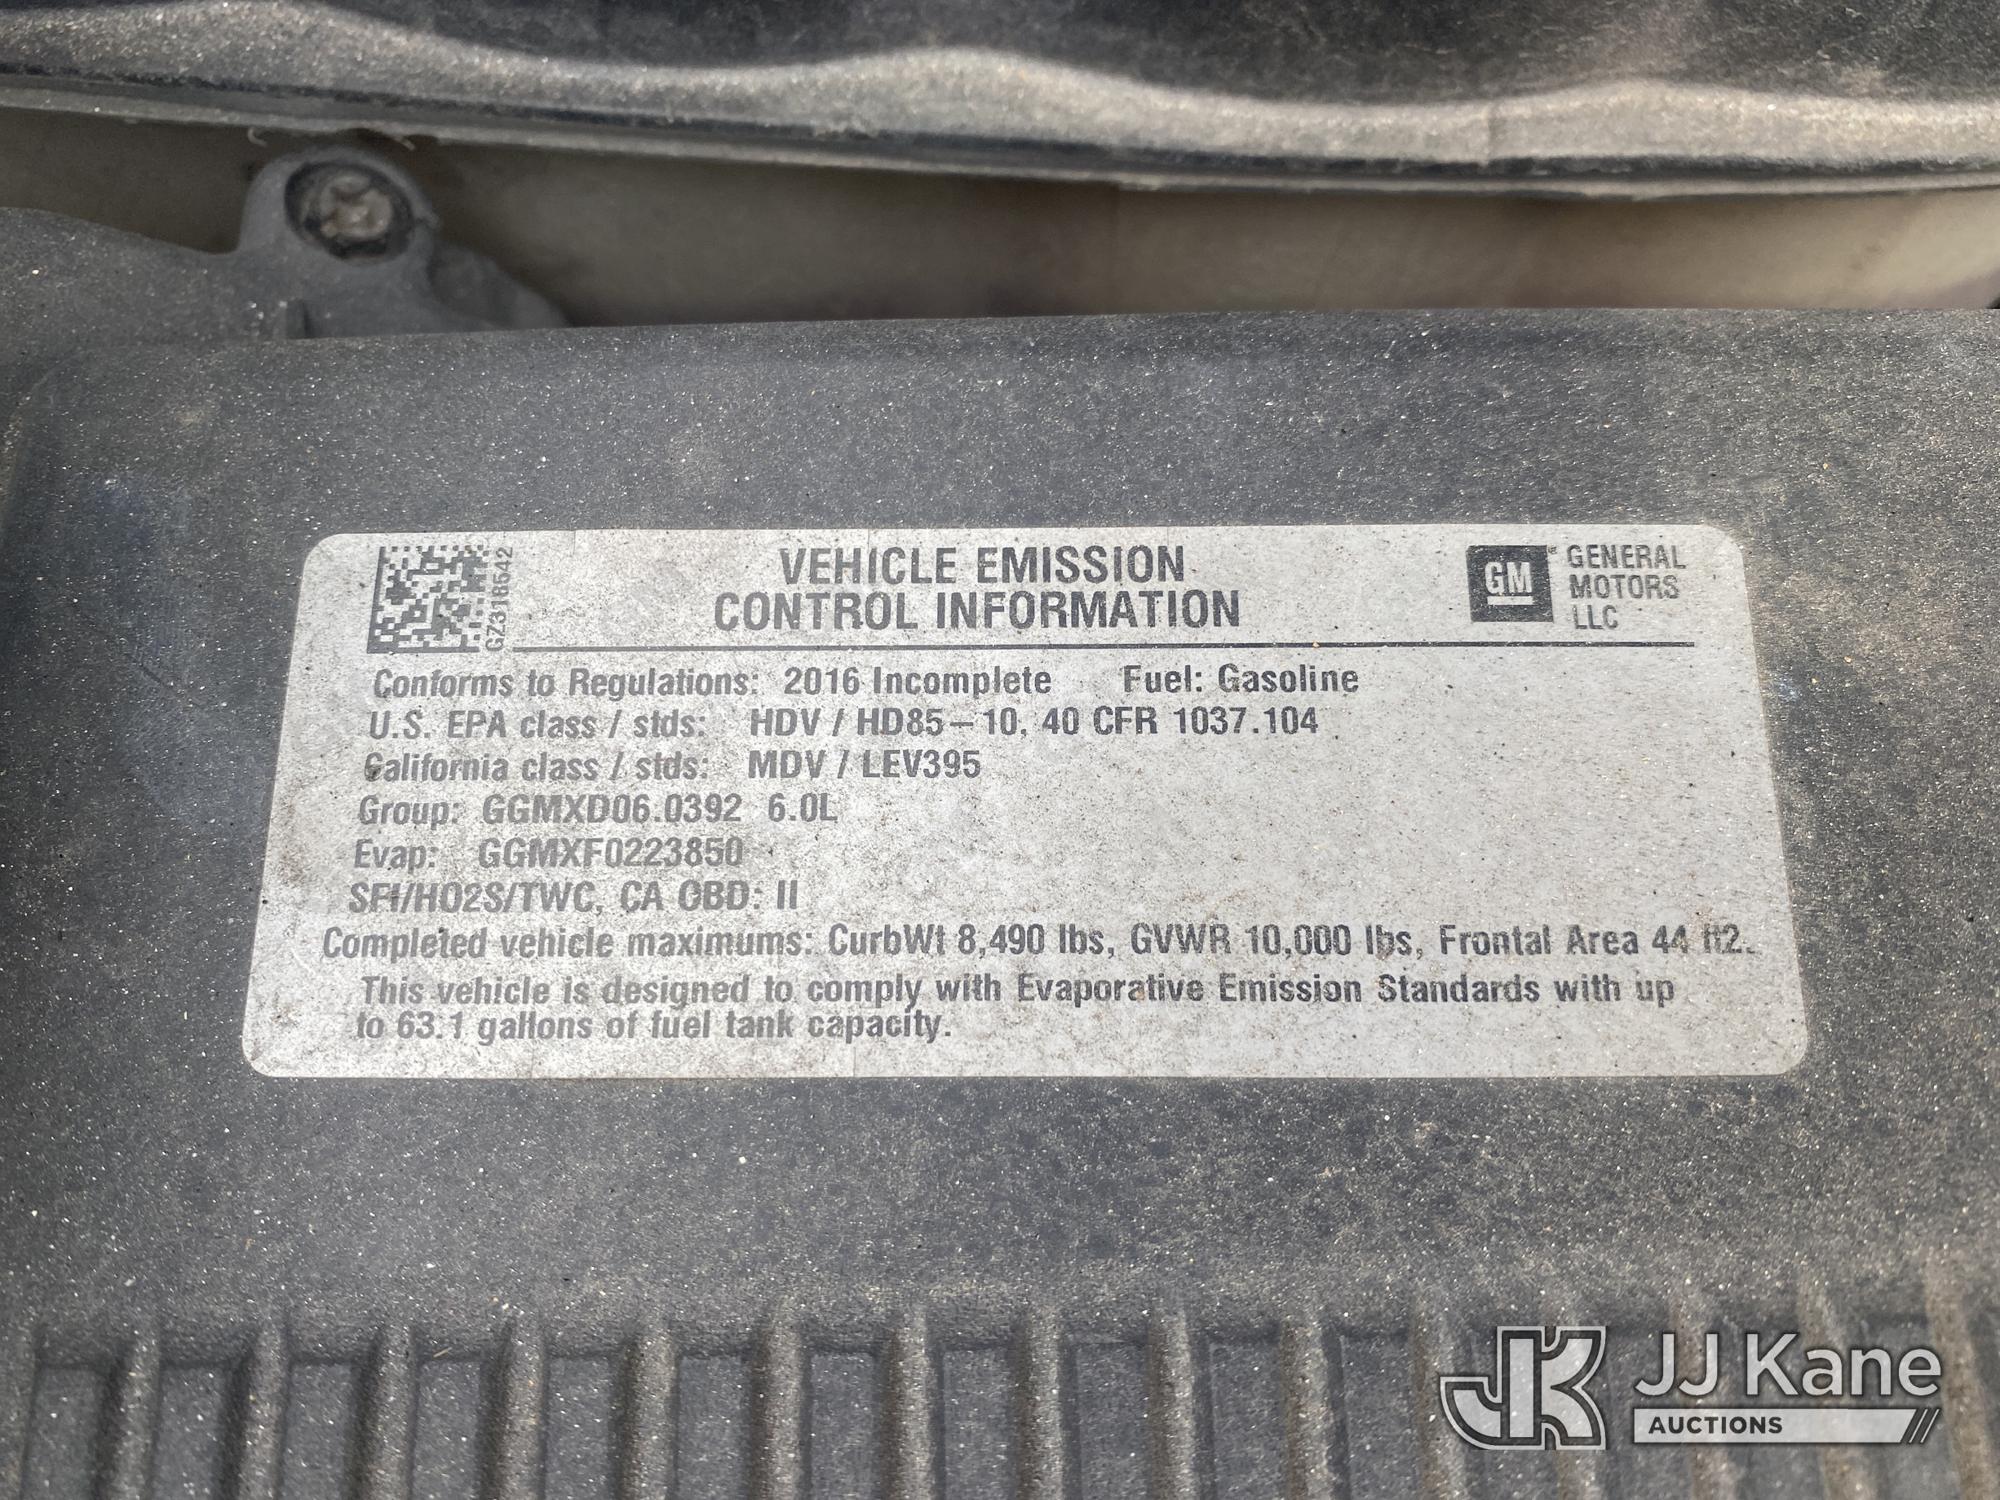 GZ318542
VEHICLE EMISSION
CONTROL INFORMATION
GM
GENERAL
MOTORS
LLC
Conforms to Regulations: 2016 Incomplete Fuel: Gasoline
U.S. EPA class / stds: HDV / HD85-10, 40 CFR 1037.104
California class / stds: MDV / LEV395
Group: GGMXD06.0392 6.0L
Evap: GGMXF0223850
SFI/HO2S/TWC, CA OBD: II
Completed vehicle maximums: CurbWt 8,490 lbs, GVWR 10,000 lbs, Frontal Area 44 ft2.
This vehicle is designed to comply with Evaporative Emission Standards with up
to 63.1 gallons of fuel tank capacity.
JK JJ Kane
AUCTIONS